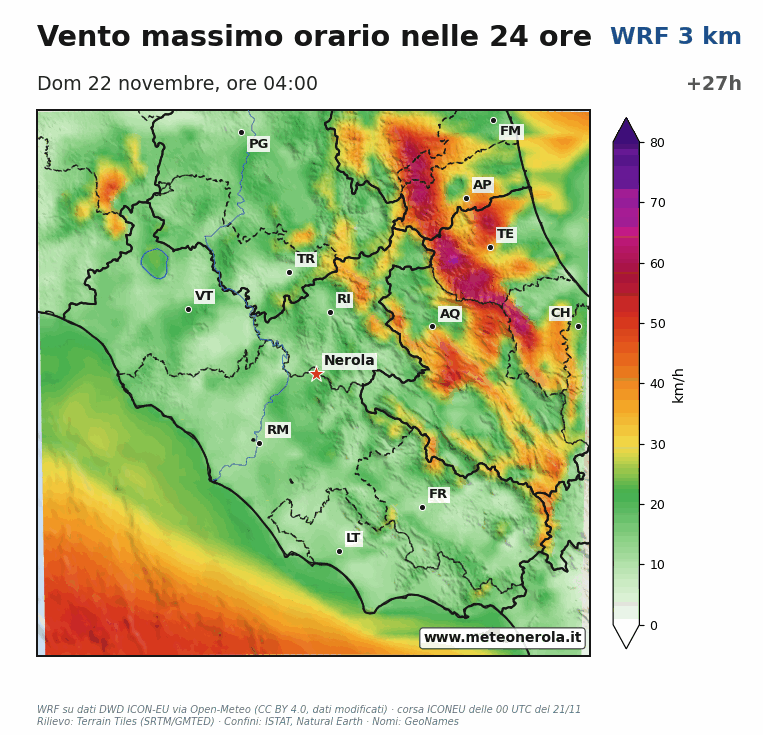 Vento massimo orario nelle 24 ore WRF 3 km
Dom 22 novembre, ore 04:00 +27h
FM
PG
AP
TE
TR
VT
RI
AQ
CH
Nerola
RM
FR
LT
www.meteonerola.it
80
70
60
50
40
30
20
10
0
km/h
WRF su dati DWD ICON-EU via Open-Meteo (CC BY 4.0, dati modificati) · corsa ICONEU delle 00 UTC del 21/11
Rilievo: Terrain Tiles (SRTM/GMTED) · Confini: ISTAT, Natural Earth · Nomi: GeoNames